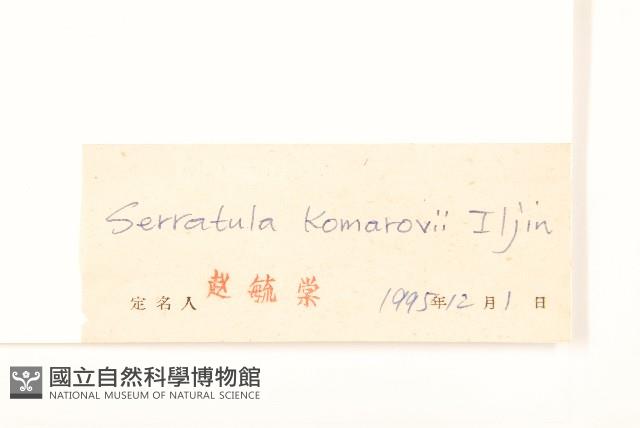 Serratula Komarovii Iljin
定名人 赵毓棠 1995年12月1日
國立自然科學博物館
NATIONAL MUSEUM OF NATURAL SCIENCE